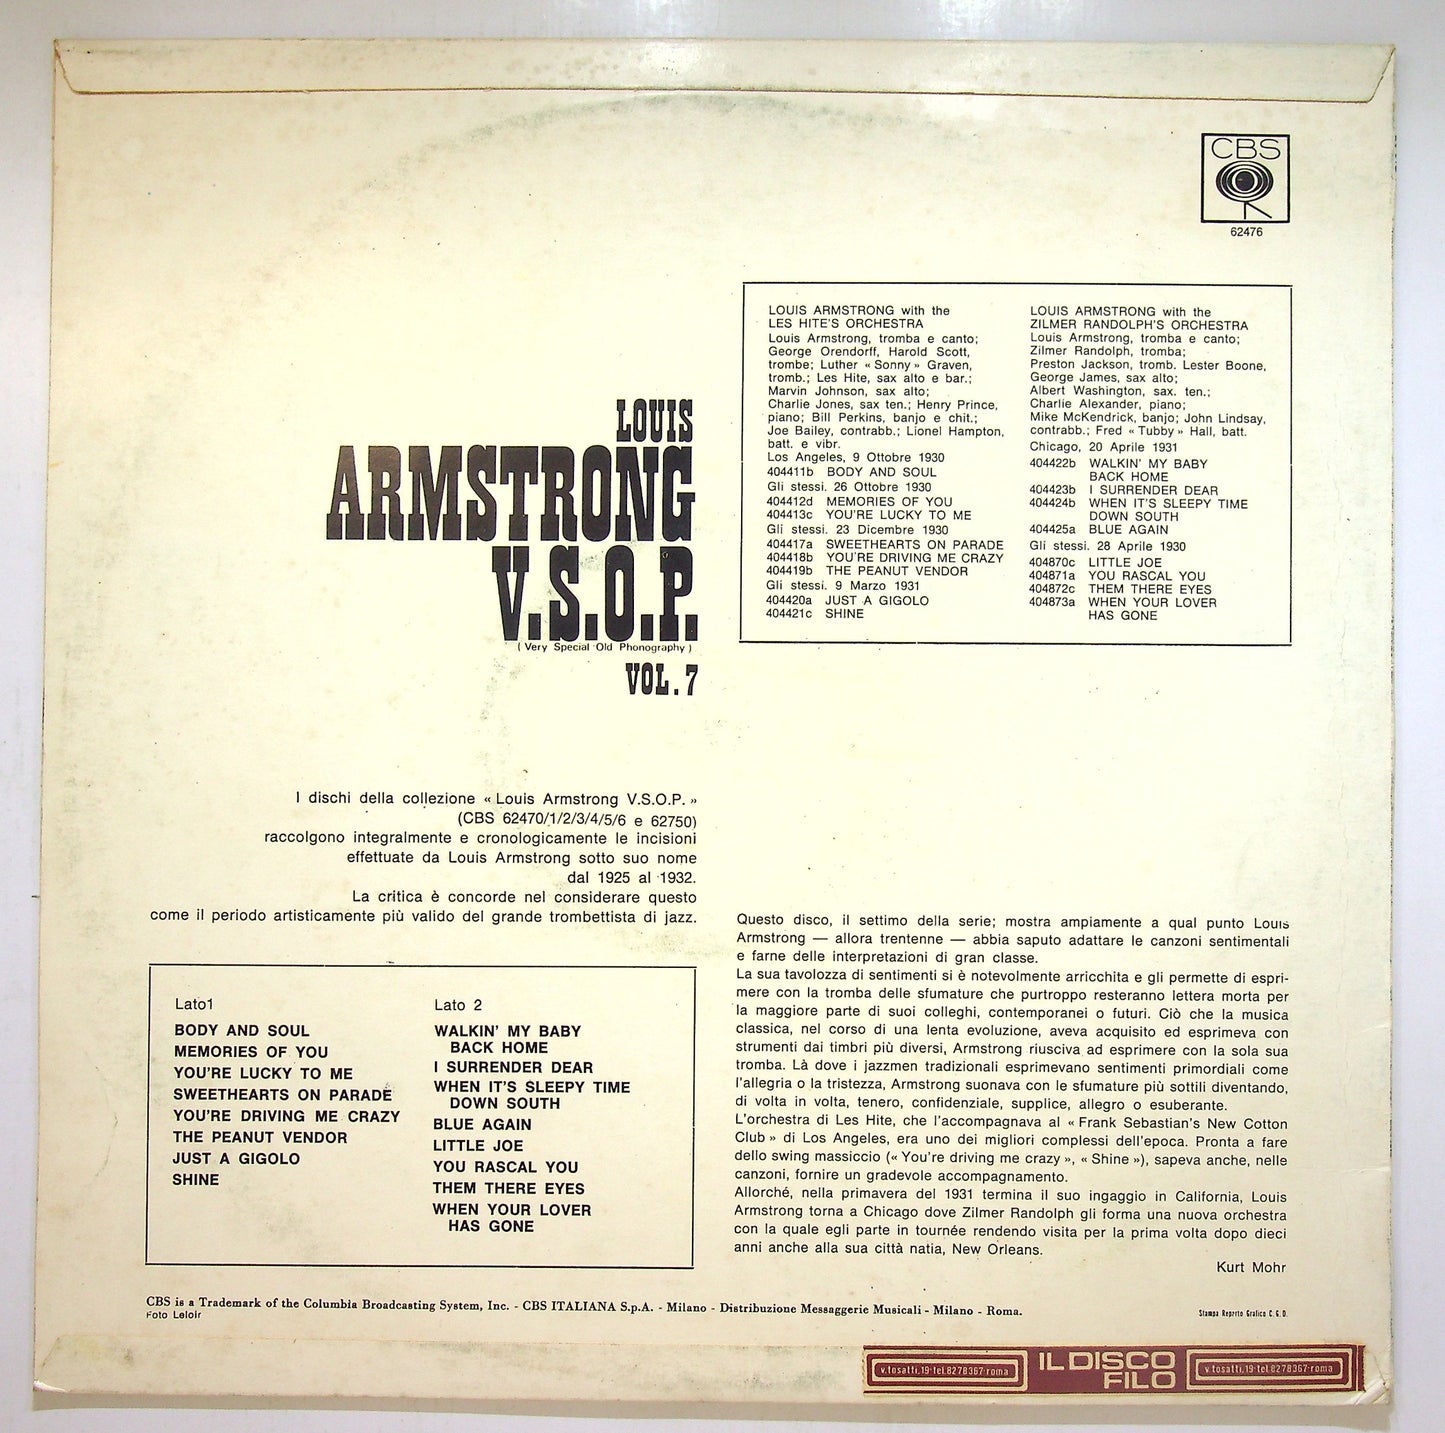 CBS
62476
LOUIS
ARMSTRONG
V.S.O.P.
( Very Special Old Phonography )
VOL. 7
LOUIS ARMSTRONG with the
LES HITE'S ORCHESTRA
Louis Armstrong, tromba e canto;
George Orendorff, Harold Scott,
trombe; Luther « Sonny » Graven,
tromb.; Les Hite, sax alto e bar.;
Marvin Johnson, sax alto;
Charlie Jones, sax ten.; Henry Prince,
piano; Bill Perkins, banjo e chit.;
Joe Bailey, contrabb.; Lionel Hampton,
batt. e vibr.
Los Angeles, 9 Ottobre 1930
404411b BODY AND SOUL
Gli stessi. 26 Ottobre 1930
404412d MEMORIES OF YOU
404413c YOU'RE LUCKY TO ME
Gli stessi. 23 Dicembre 1930
404417a SWEETHEARTS ON PARADE
404418b YOU'RE DRIVING ME CRAZY
404419b THE PEANUT VENDOR
Gli stessi. 9 Marzo 1931
404420a JUST A GIGOLO
404421c SHINE
LOUIS ARMSTRONG with the
ZILMER RANDOLPH'S ORCHESTRA
Louis Armstrong, tromba e canto;
Zilmer Randolph, tromba;
Preston Jackson, tromb. Lester Boone,
George James, sax alto;
Albert Washington, sax. ten.;
Charlie Alexander, piano;
Mike McKendrick, banjo; John Lindsay,
contrabb.; Fred « Tubby » Hall, batt.
Chicago, 20 Aprile 1931
404422b WALKIN' MY BABY
BACK HOME
404423b I SURRENDER DEAR
404424b WHEN IT'S SLEEPY TIME
DOWN SOUTH
404425a BLUE AGAIN
Gli stessi. 28 Aprile 1930
404870c LITTLE JOE
404871a YOU RASCAL YOU
404872c THEM THERE EYES
404873a WHEN YOUR LOVER
HAS GONE
I dischi della collezione « Louis Armstrong V.S.O.P. »
(CBS 62470/1/2/3/4/5/6 e 62750)
raccolgono integralmente e cronologicamente le incisioni
effettuate da Louis Armstrong sotto suo nome
dal 1925 al 1932.
La critica è concorde nel considerare questo
come il periodo artisticamente più valido del grande trombettista di jazz.
Lato1
BODY AND SOUL
MEMORIES OF YOU
YOU'RE LUCKY TO ME
SWEETHEARTS ON PARADE
YOU'RE DRIVING ME CRAZY
THE PEANUT VENDOR
JUST A GIGOLO
SHINE
Lato 2
WALKIN' MY BABY
BACK HOME
I SURRENDER DEAR
WHEN IT'S SLEEPY TIME
DOWN SOUTH
BLUE AGAIN
LITTLE JOE
YOU RASCAL YOU
THEM THERE EYES
WHEN YOUR LOVER
HAS GONE
Questo disco, il settimo della serie; mostra ampiamente a qual punto Louis
Armstrong — allora trentenne — abbia saputo adattare le canzoni sentimentali
e farne delle interpretazioni di gran classe.
La sua tavolozza di sentimenti si è notevolmente arricchita e gli permette di espri-
mere con la tromba delle sfumature che purtroppo resteranno lettera morta per
la maggiore parte di suoi colleghi, contemporanei o futuri. Ciò che la musica
classica, nel corso di una lenta evoluzione, aveva acquisito ed esprimeva con
strumenti dai timbri più diversi, Armstrong riusciva ad esprimere con la sola sua
tromba. Là dove i jazzmen tradizionali esprimevano sentimenti primordiali come
l'allegria o la tristezza, Armstrong suonava con le sfumature più sottili diventando,
di volta in volta, tenero, confidenziale, supplice, allegro o esuberante.
L'orchestra di Les Hite, che l'accompagnava al « Frank Sebastian's New Cotton
Club » di Los Angeles, era uno dei migliori complessi dell'epoca. Pronta a fare
dello swing massiccio (« You're driving me crazy », « Shine »), sapeva anche, nelle
canzoni, fornire un gradevole accompagnamento.
Allorché, nella primavera del 1931 termina il suo ingaggio in California, Louis
Armstrong torna a Chicago dove Zilmer Randolph gli forma una nuova orchestra
con la quale egli parte in tournée rendendo visita per la prima volta dopo dieci
anni anche alla sua città natia, New Orleans.
Kurt Mohr
CBS is a Trademark of the Columbia Broadcasting System, Inc. - CBS ITALIANA S.p.A. - Milano - Distribuzione Messaggerie Musicali - Milano - Roma.
Foto Leloir
Stampa Reprrto Grafico C. G. D.
v.tosatti,19·tel.8278367·roma
IL DISCO
FILO
v.tosatti,19·tel.8278367·roma